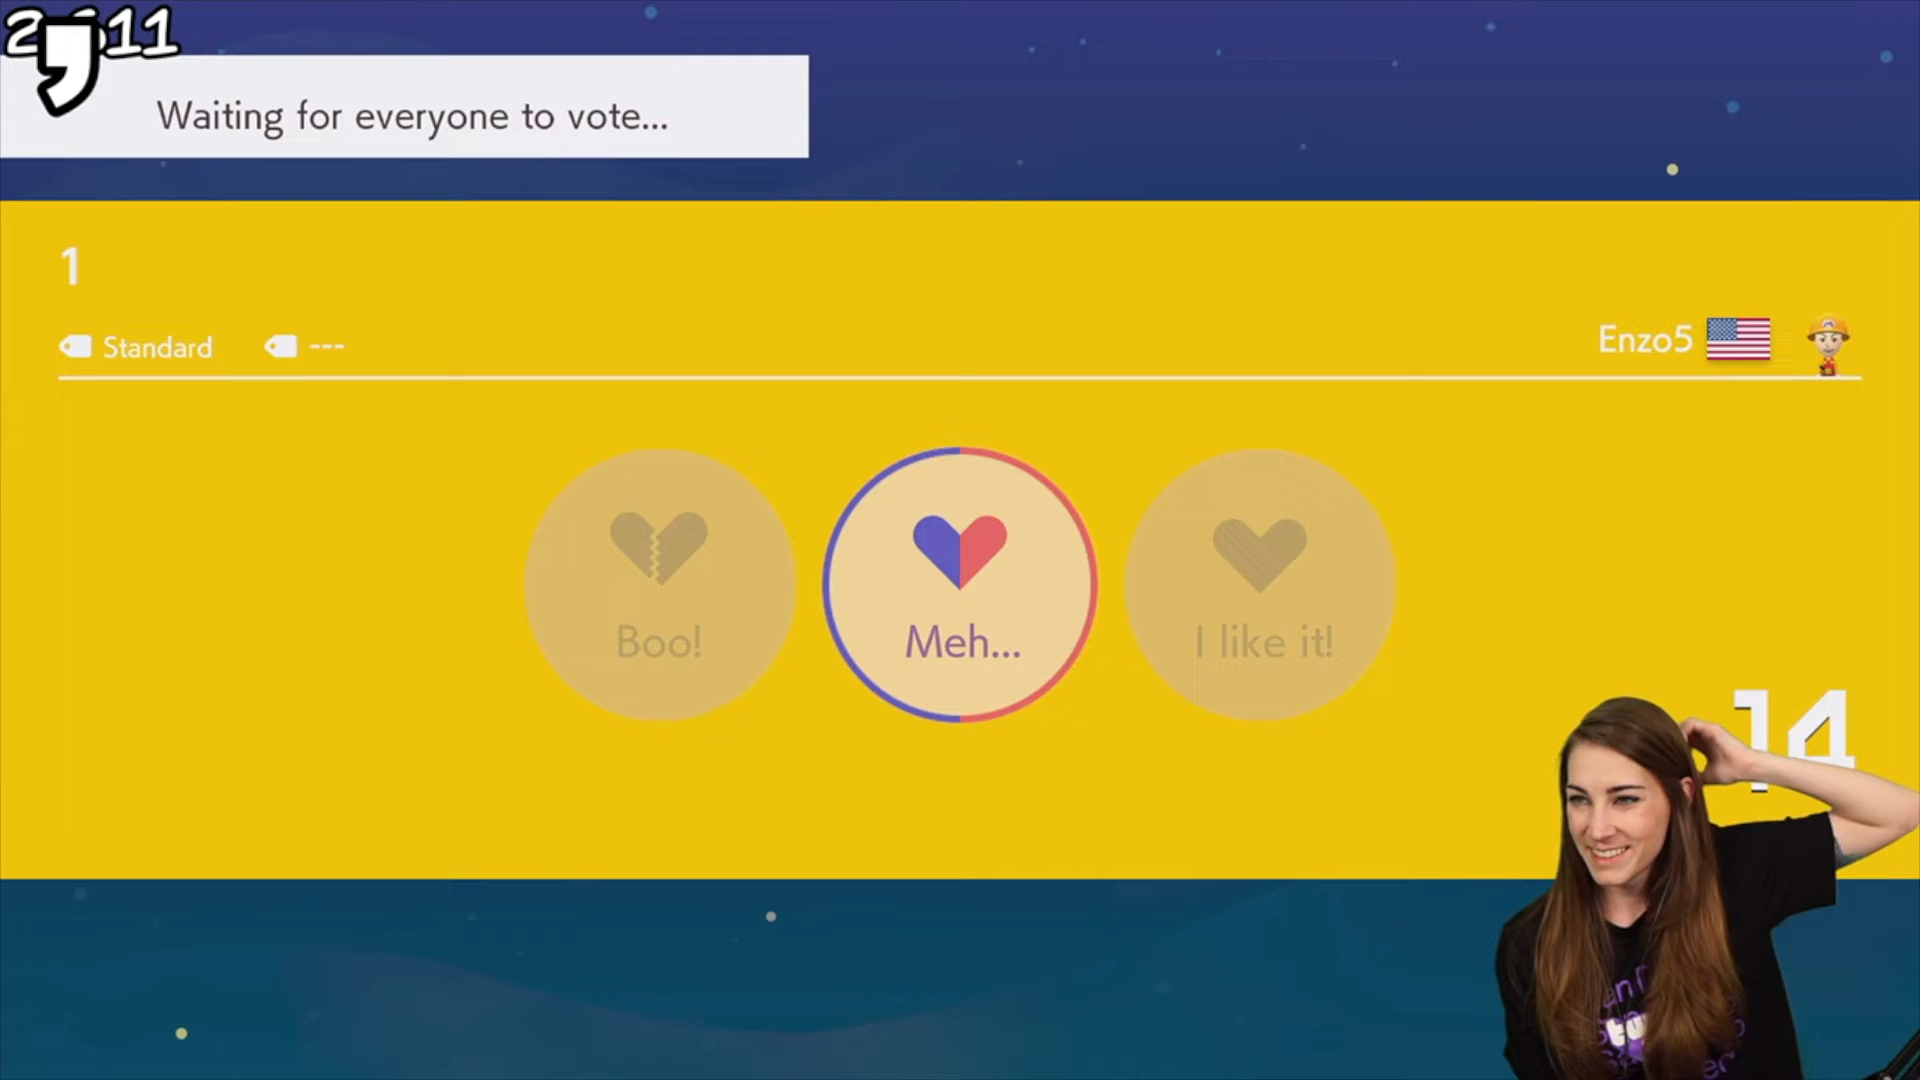 Waiting for everyone to vote...
1
Standard
---
Enzo5
Boo!
Meh...
I like it!
14